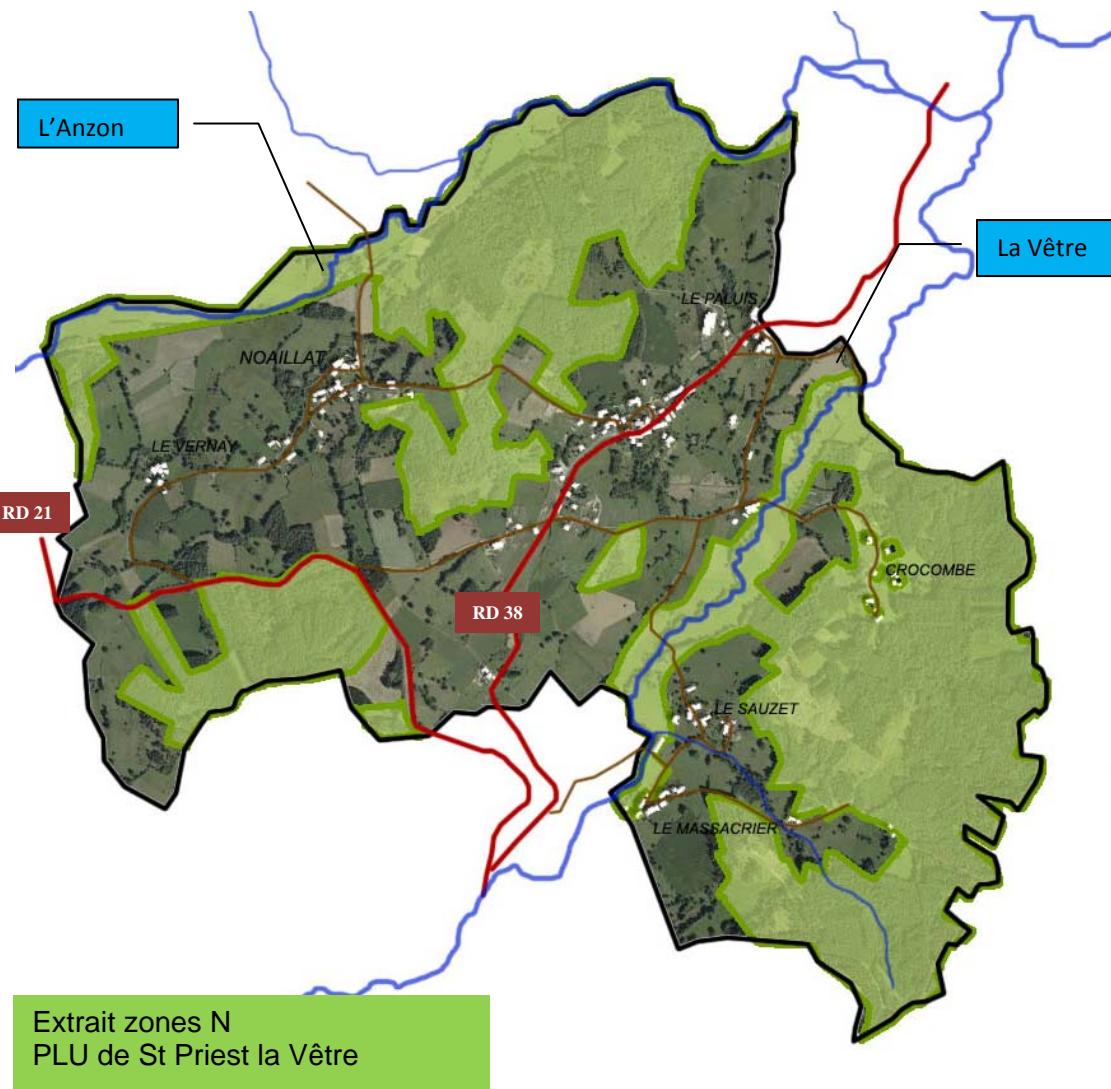 L'Anzon
La Vêtre
LE PALUIS
NOAILLAT
LE VERNAY
RD 21
CROCOMBE
RD 38
LE SAUZET
LE MASSACRIER
Extrait zones N
PLU de St Priest la Vêtre